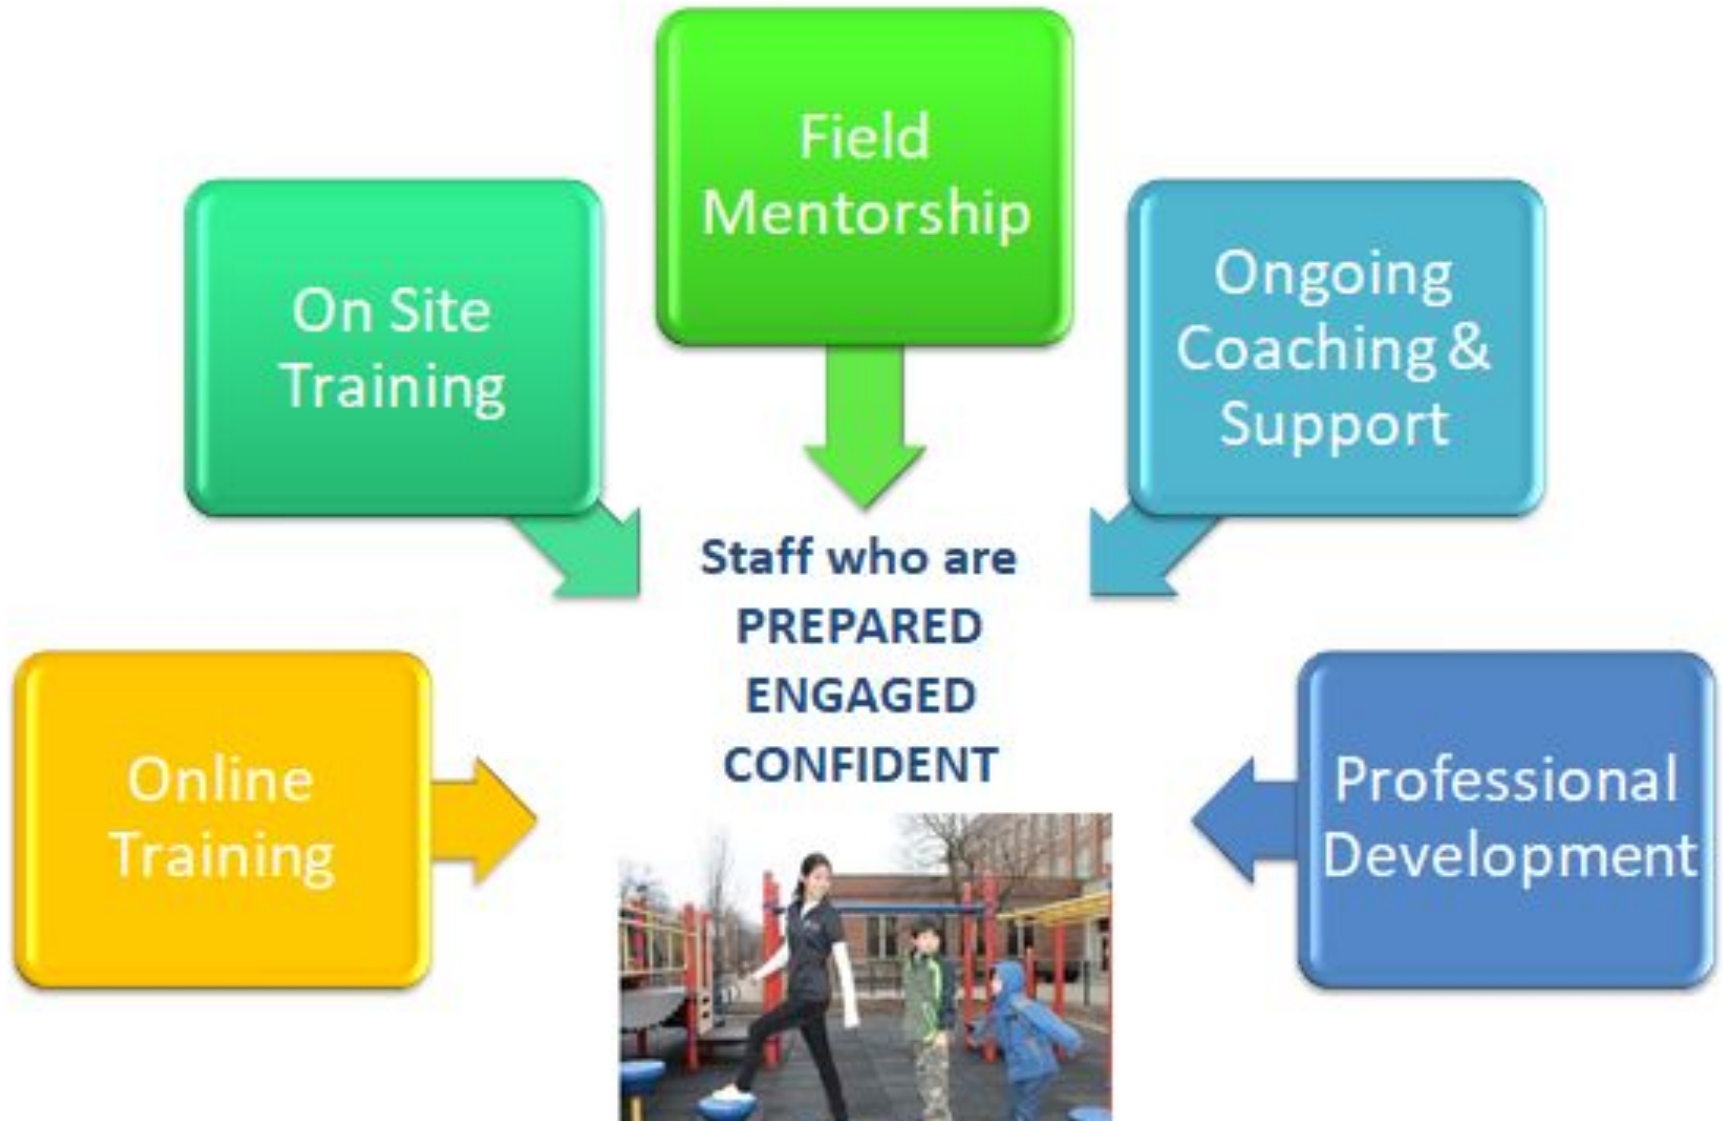 Field
Mentorship
On Site
Training
Ongoing
Coaching &
Support
Staff who are
PREPARED
ENGAGED
CONFIDENT
Online
Training
Professional
Development